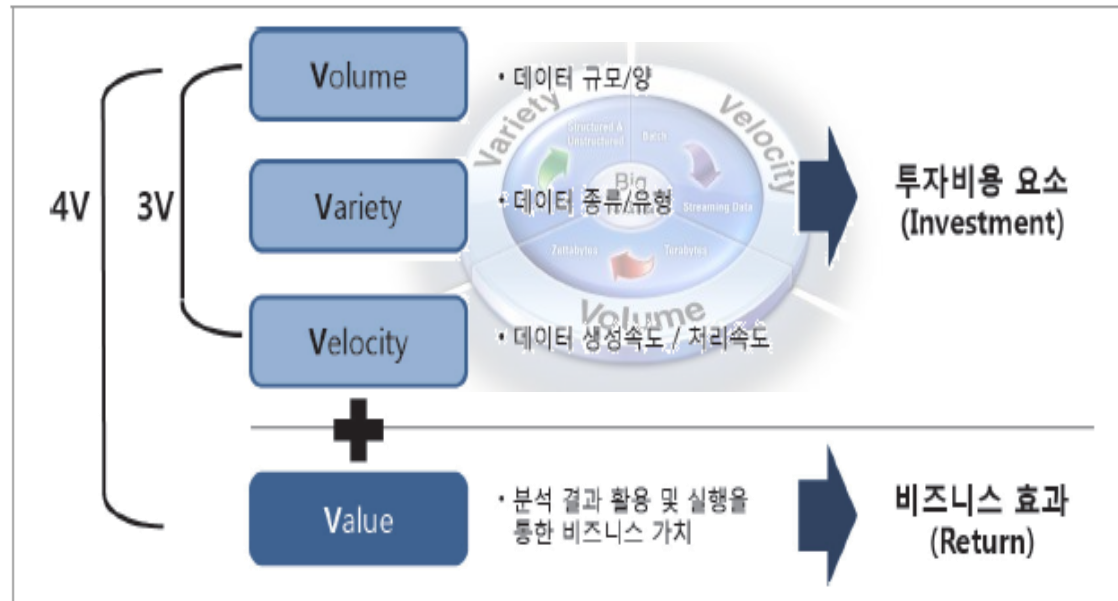 4V
3V
Volume
• 데이터 규모/양
Variety
• 데이터 종류/유형
Velocity
• 데이터 생성속도 / 처리속도
투자비용 요소
(Investment)
Variety
Velocity
Volume
Structured &
Unstructured
Batch
Streaming Data
Zettabytes
Terabytes
Big
Value
• 분석 결과 활용 및 실행을
통한 비즈니스 가치
비즈니스 효과
(Return)